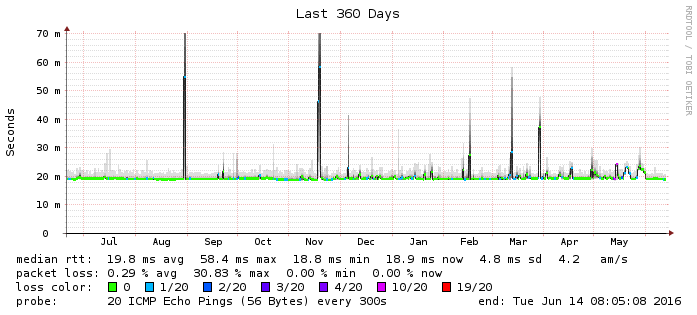 Last 360 Days
RRDTOOL / TOBI OETIKER
Seconds
70 m
60 m
50 m
40 m
30 m
20 m
10 m
0
Jul Aug Sep Oct Nov Dec Jan Feb Mar Apr May
median rtt: 19.8 ms avg 58.4 ms max 18.8 ms min 18.9 ms now 4.8 ms sd 4.2 am/s
packet loss: 0.29 % avg 30.83 % max 0.00 % min 0.00 % now
loss color: 0 1/20 2/20 3/20 4/20 10/20 19/20
probe: 20 ICMP Echo Pings (56 Bytes) every 300s end: Tue Jun 14 08:05:08 2016